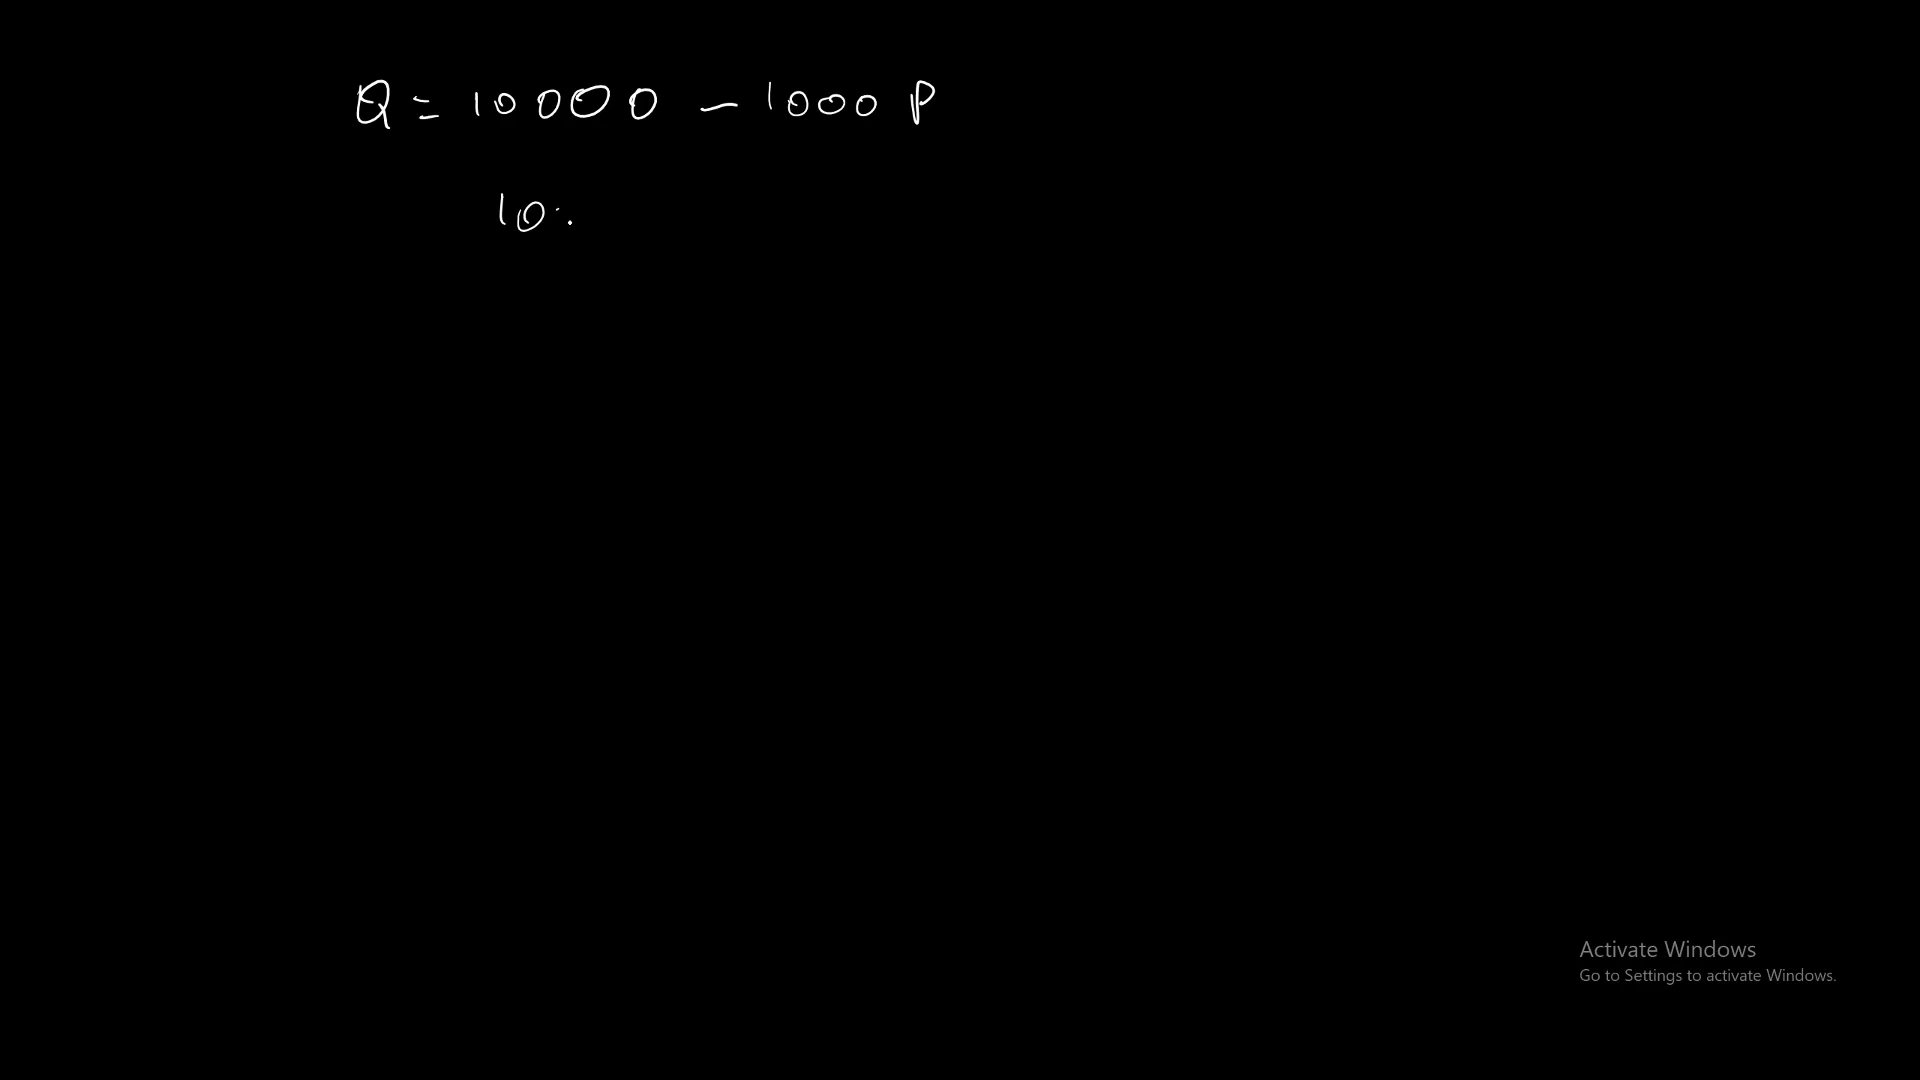 Q = 10000 - 1000 P
10
Activate Windows
Go to Settings to activate Windows.